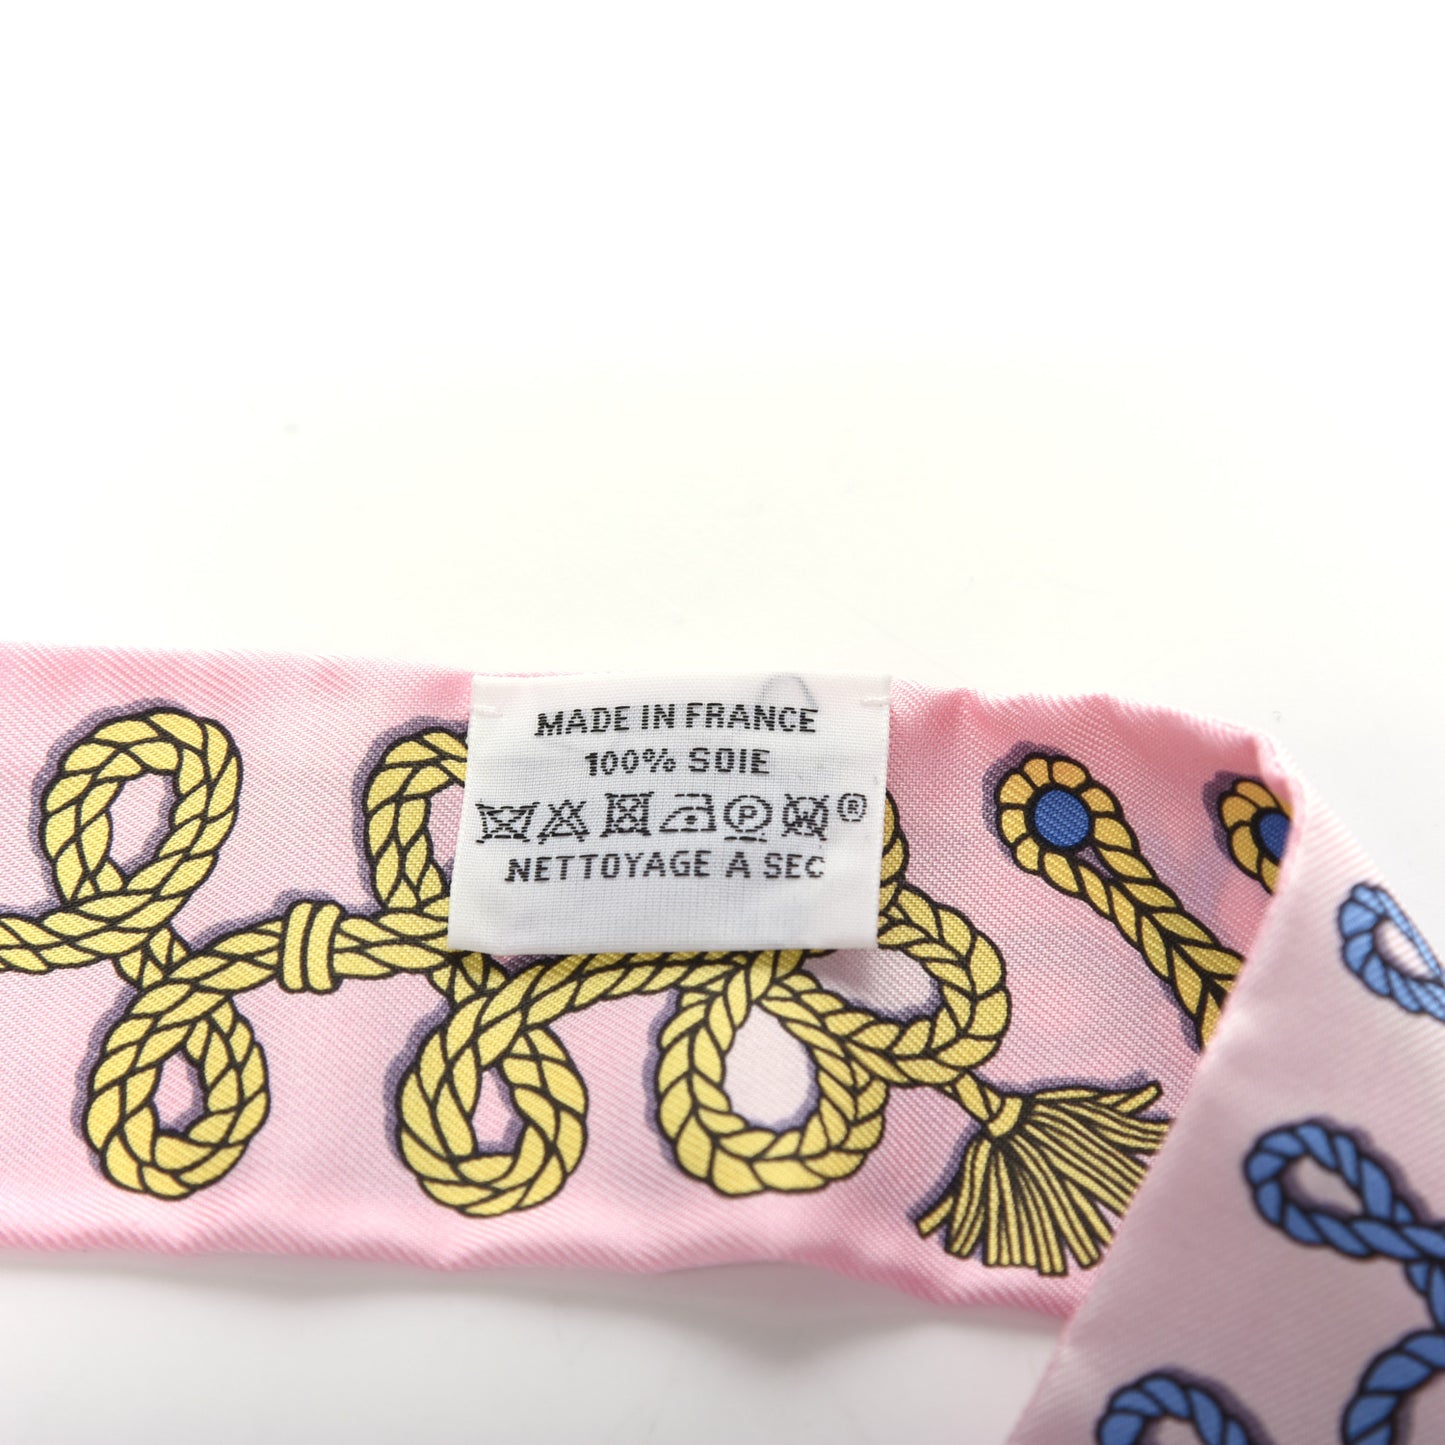 MADE IN FRANCE
100% SOIE
P W ®
NETTOYAGE A SEC